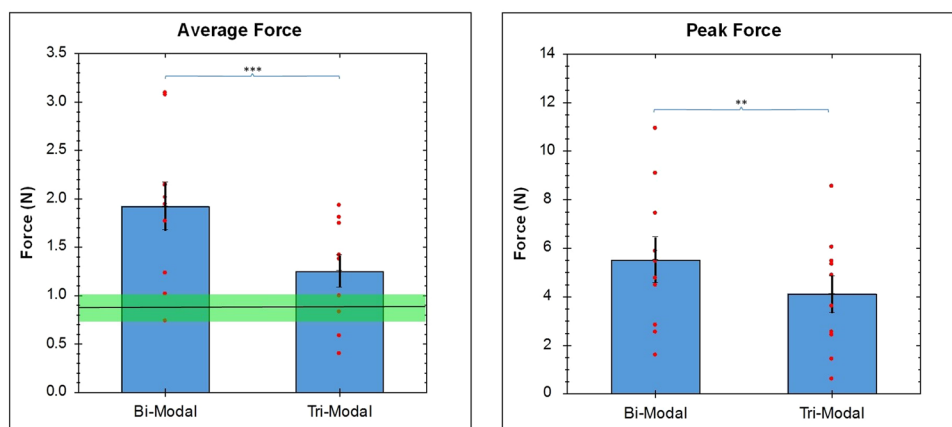 Average Force
Force (N)
3.5
3.0
2.5
2.0
1.5
1.0
0.5
0.0
***
Bi-Modal
Tri-Modal
Peak Force
Force (N)
14
12
10
8
6
4
2
0
**
Bi-Modal
Tri-Modal